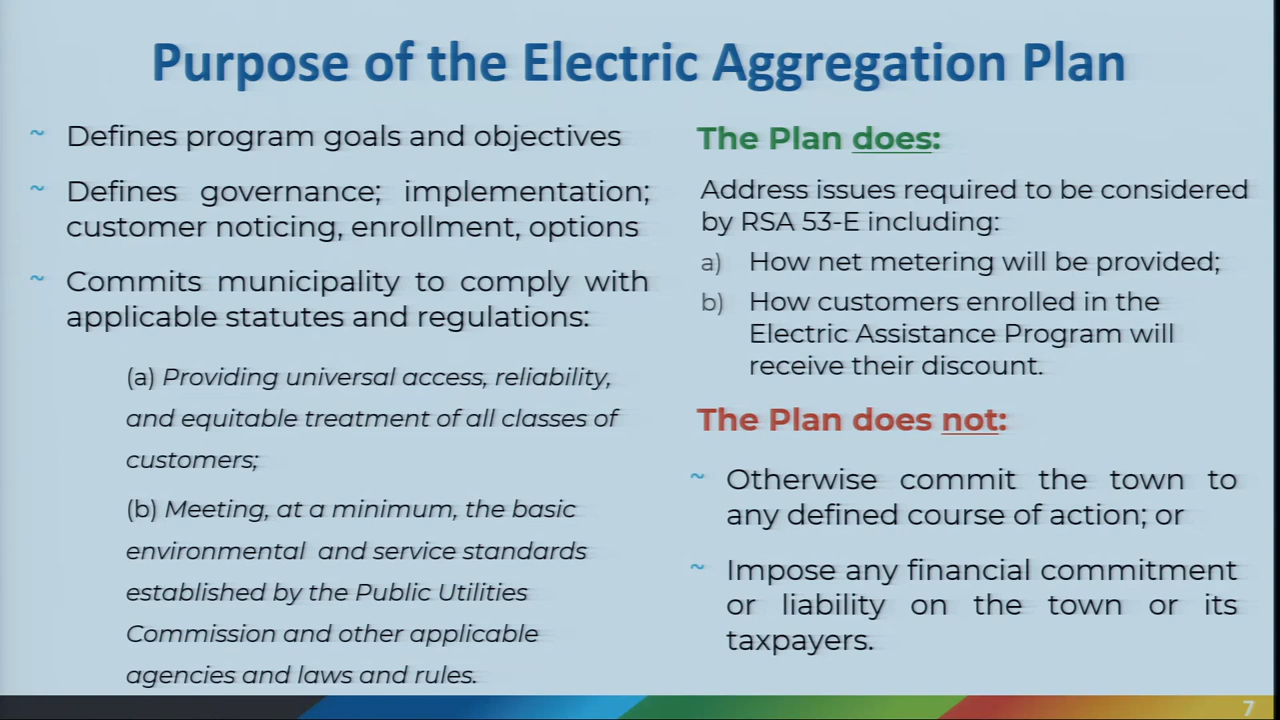 Purpose of the Electric Aggregation Plan
~ Defines program goals and objectives
~ Defines governance; implementation;
customer noticing, enrollment, options
~ Commits municipality to comply with
applicable statutes and regulations:
(a) Providing universal access, reliability,
and equitable treatment of all classes of
customers;
(b) Meeting, at a minimum, the basic
environmental and service standards
established by the Public Utilities
Commission and other applicable
agencies and laws and rules.
The Plan does:
Address issues required to be considered
by RSA 53-E including:
a) How net metering will be provided;
b) How customers enrolled in the
Electric Assistance Program will
receive their discount.
The Plan does not:
~ Otherwise commit the town to
any defined course of action; or
~ Impose any financial commitment
or liability on the town or its
taxpayers.
7